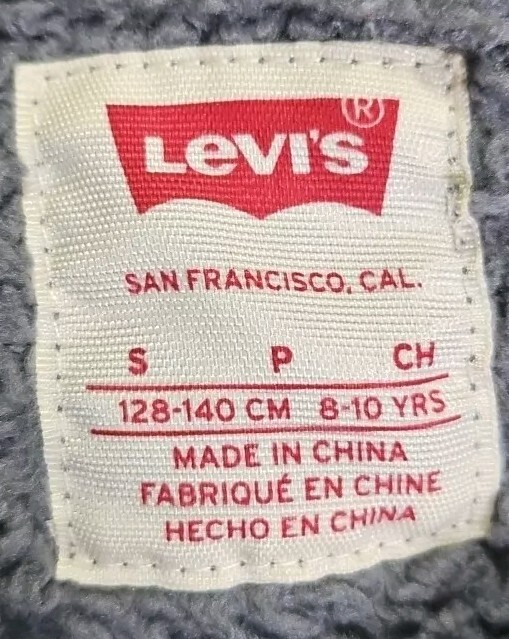 Levi's ®
SAN FRANCISCO, CAL.
S P CH
128-140 CM 8-10 YRS
MADE IN CHINA
FABRIQUÉ EN CHINE
HECHO EN CHINA